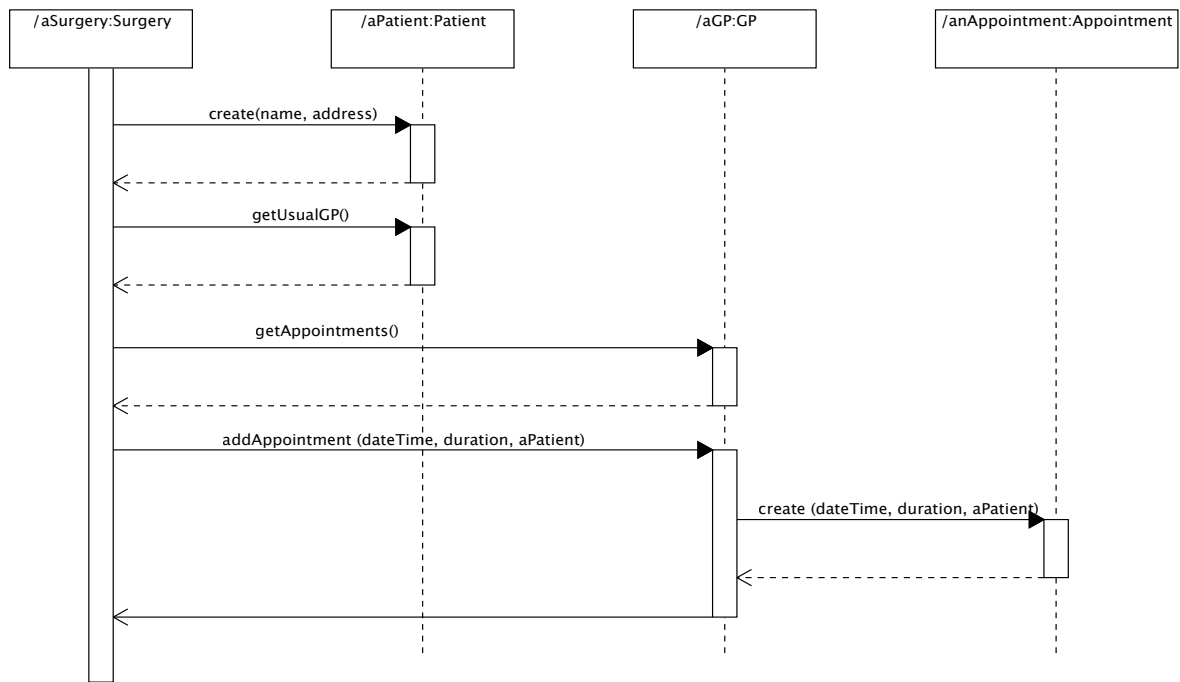 /aSurgery:Surgery
/aPatient:Patient
/aGP:GP
/anAppointment:Appointment
create(name, address)
getUsualGP()
getAppointments()
addAppointment (dateTime, duration, aPatient)
create (dateTime, duration, aPatient)